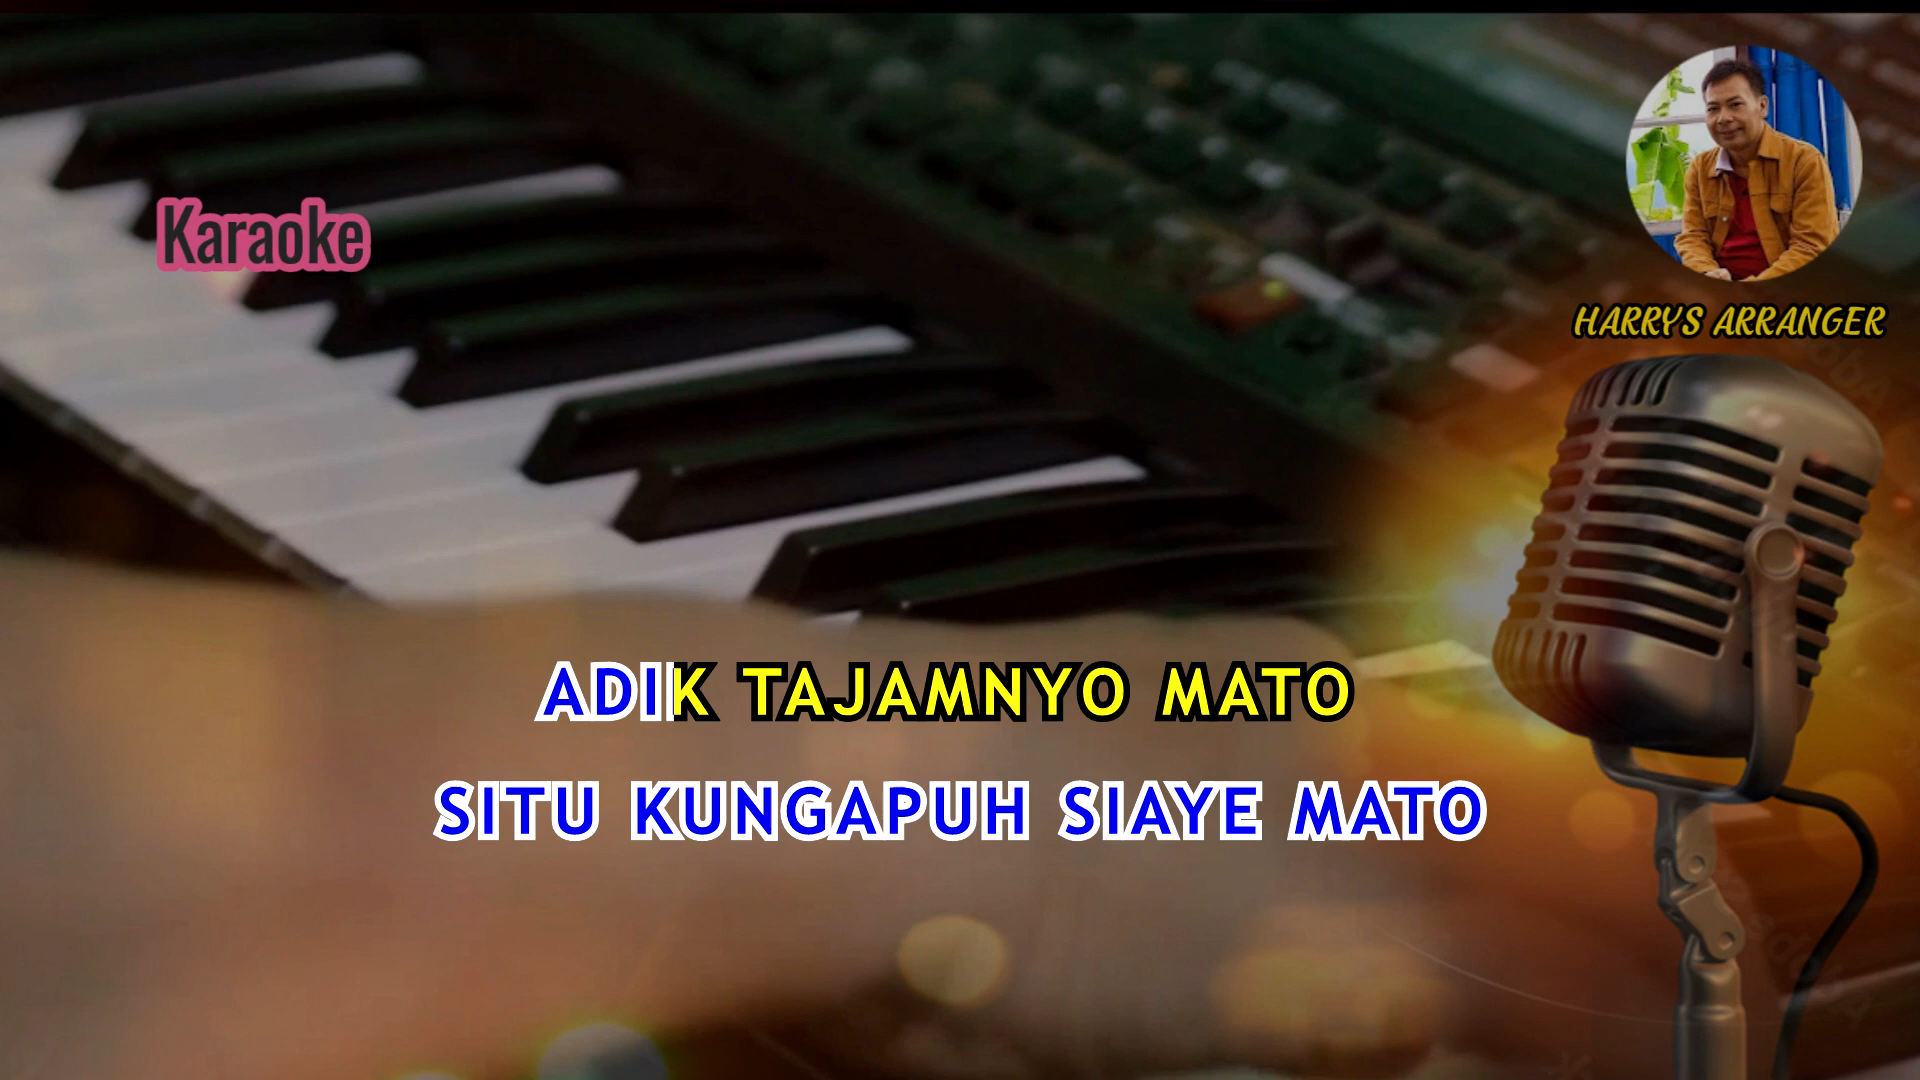 Karaoke
HARRYS ARRANGER
ADIK TAJAMNYO MATO
SITU KUNGAPUH SIAYE MATO